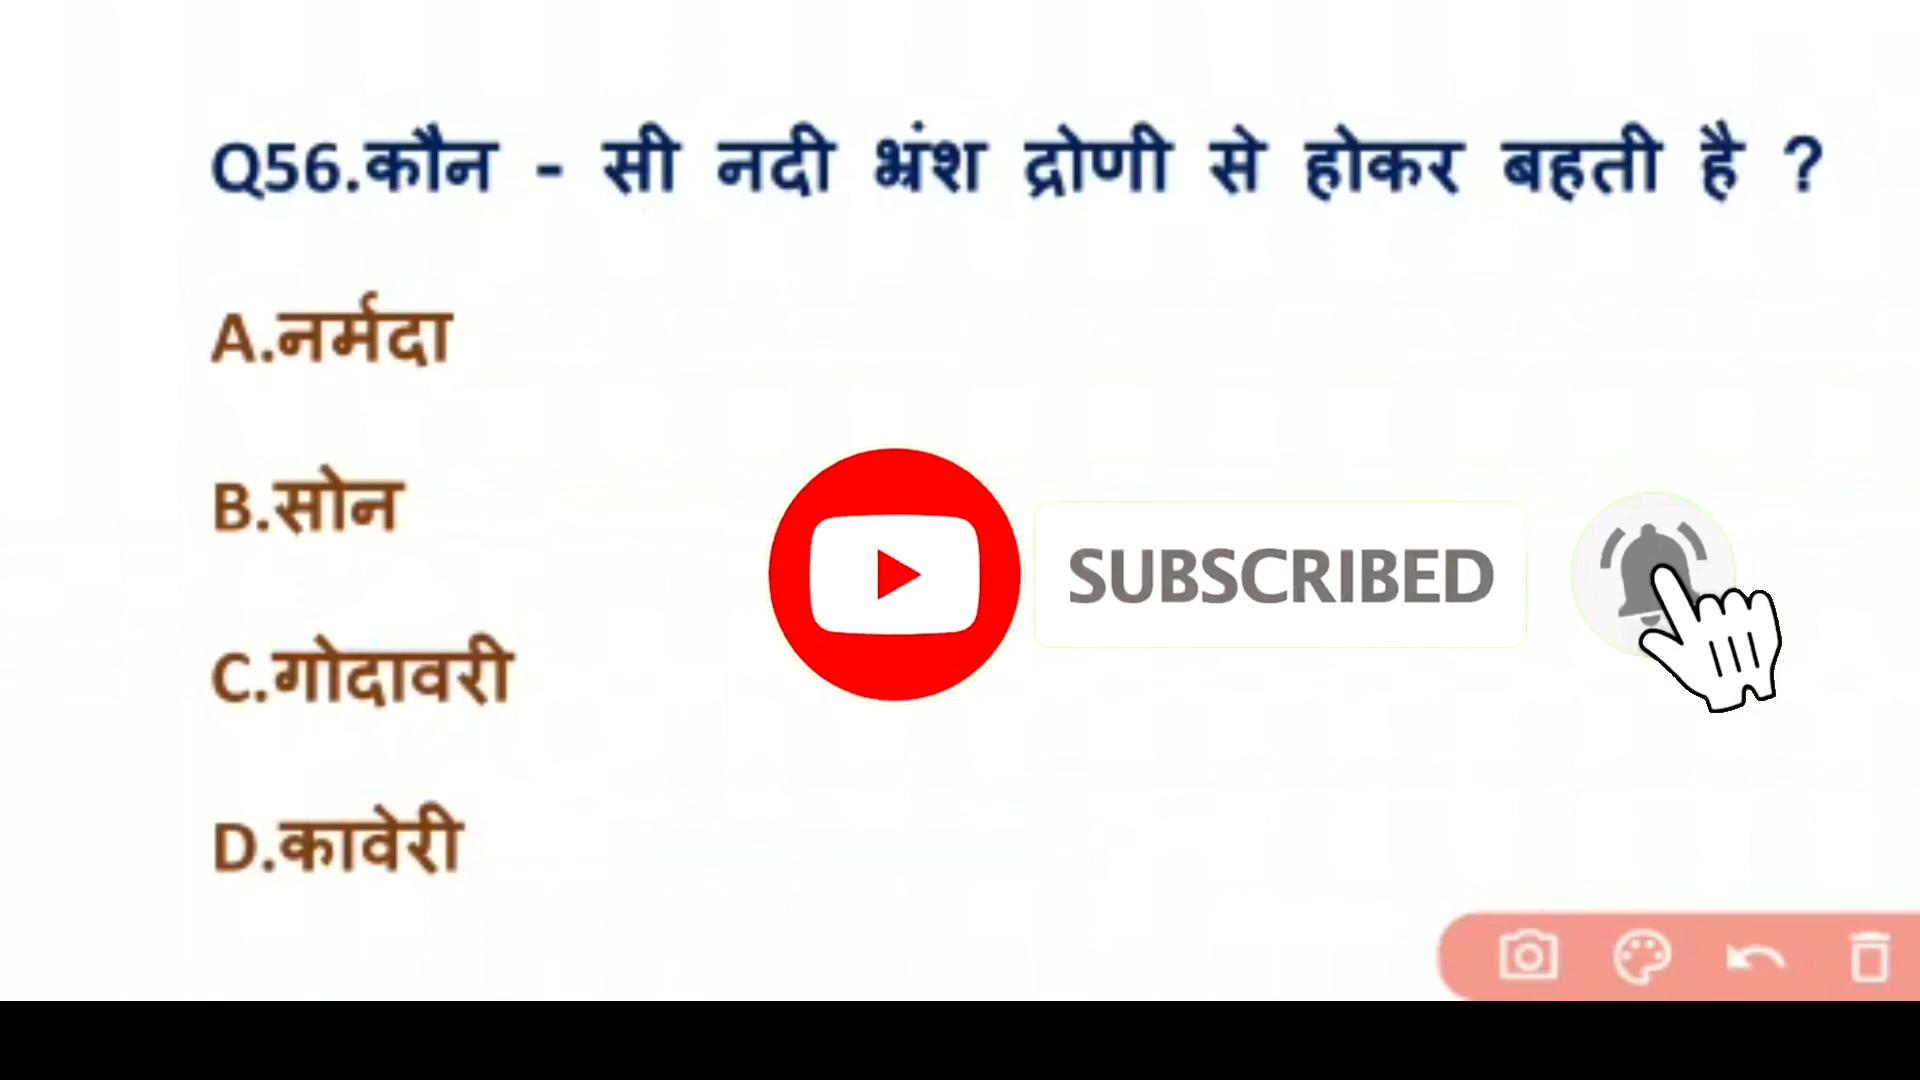 Q56.कौन - सी नदी भ्रंश द्रोणी से होकर बहती है ?
A.नर्मदा
B.सोन
SUBSCRIBED
C.गोदावरी
D.कावेरी